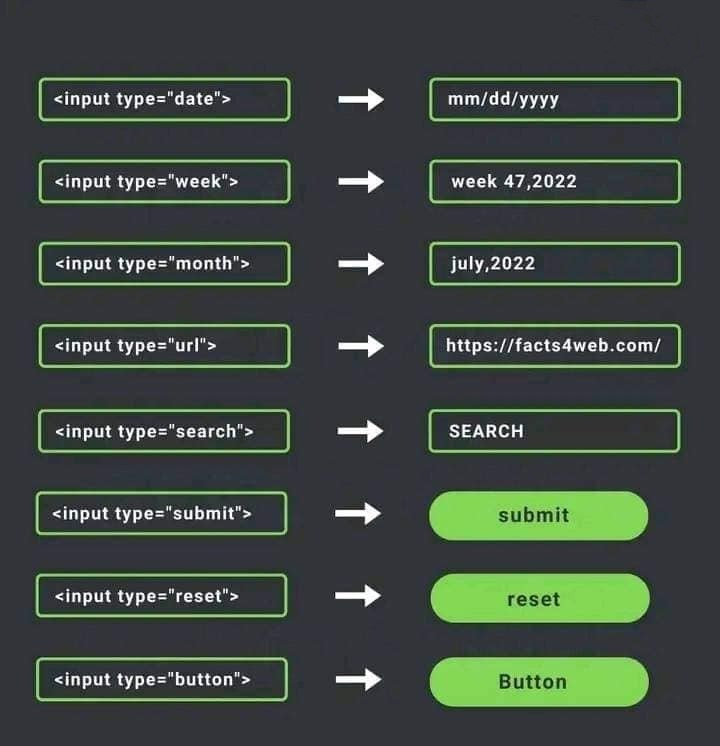 <input type="date"> mm/dd/yyyy
<input type="week"> week 47,2022
<input type="month"> july,2022
<input type="url"> https://facts4web.com/
<input type="search"> SEARCH
<input type="submit"> submit
<input type="reset"> reset
<input type="button"> Button